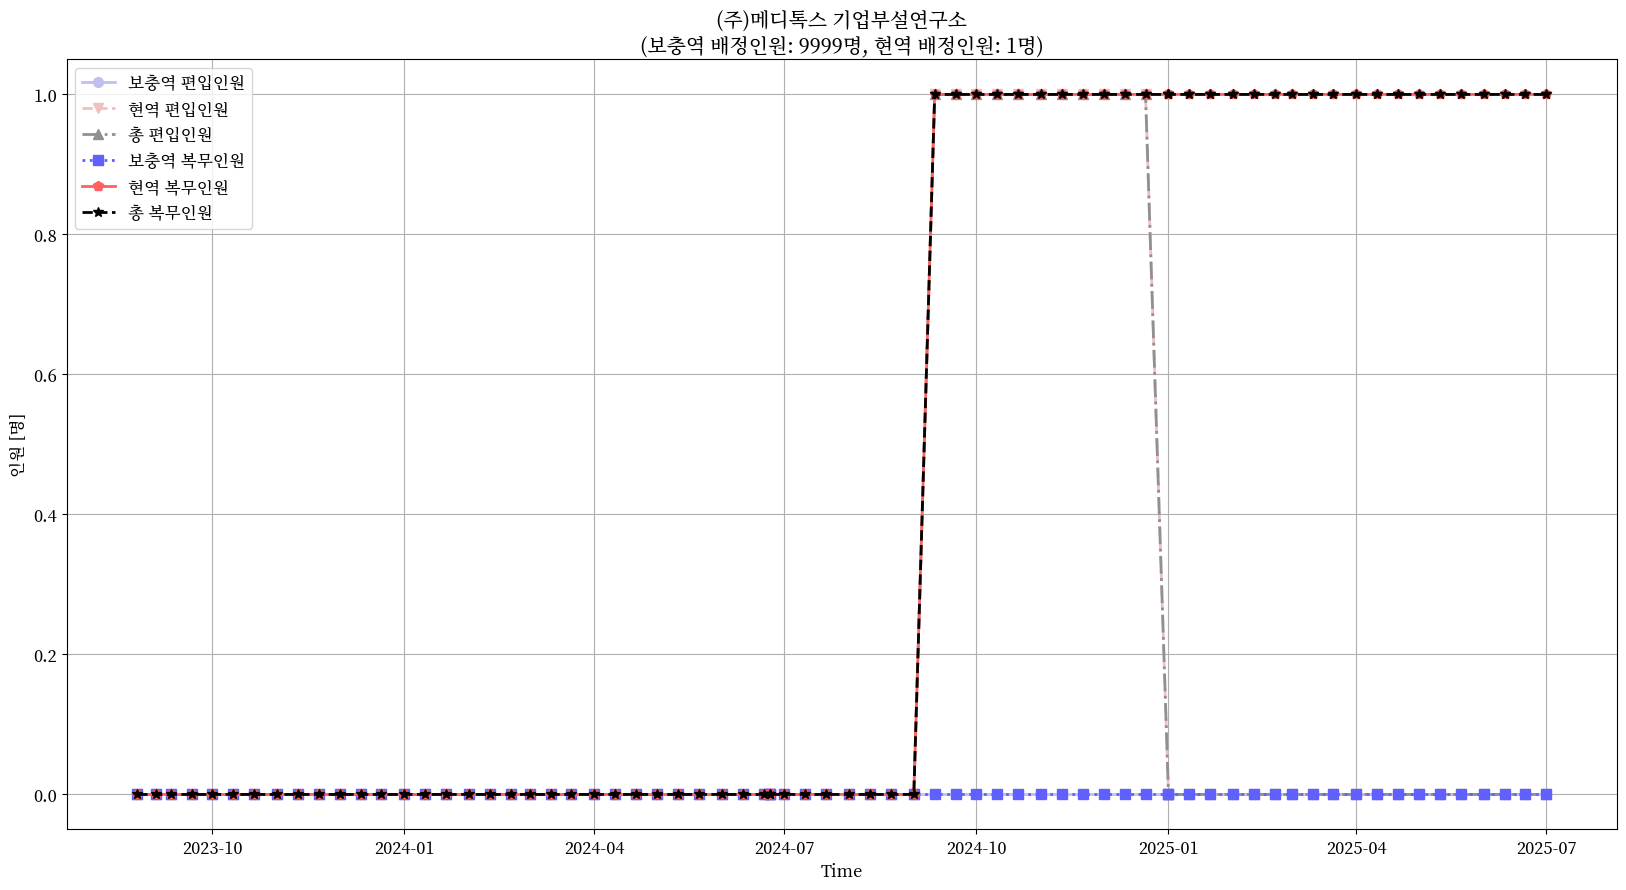 (주)메디톡스 기업부설연구소
(보충역 배정인원: 9999명, 현역 배정인원: 1명)
보충역 편입인원
현역 편입인원
총 편입인원
보충역 복무인원
현역 복무인원
총 복무인원
1.0
0.8
0.6
0.4
0.2
0.0
인원 [명]
2023-10
2024-01
2024-04
2024-07
2024-10
2025-01
2025-04
2025-07
Time